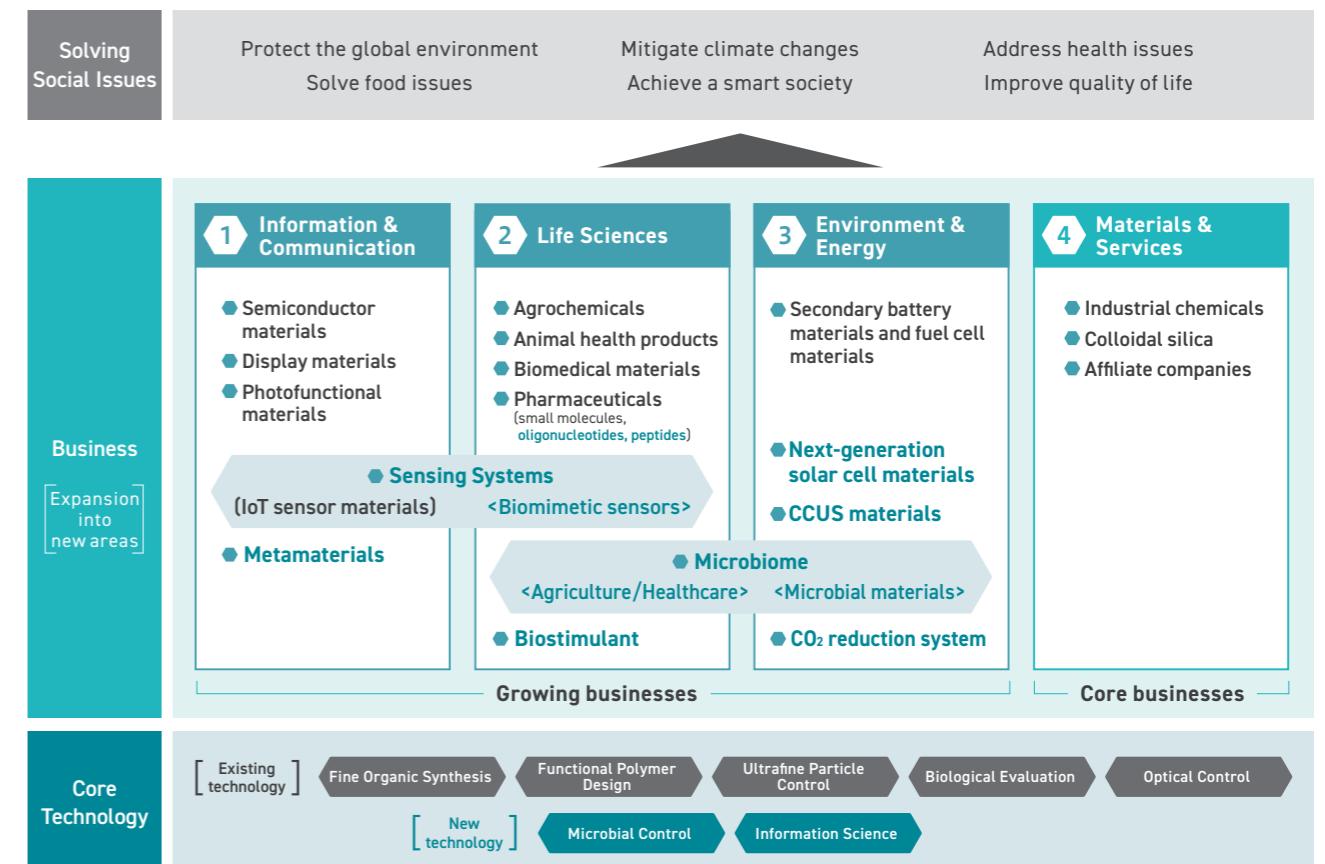 Solving
Social Issues
Protect the global environment
Mitigate climate changes
Address health issues
Solve food issues
Achieve a smart society
Improve quality of life
Business
[Expansion
into
new areas]
1
Information &
Communication
Semiconductor
materials
Display materials
Photofunctional
materials
2
Life Sciences
Agrochemicals
Animal health products
Biomedical materials
Pharmaceuticals
(small molecules,
oligonucleotides, peptides)
3
Environment &
Energy
Secondary battery
materials and fuel cell
materials
Next-generation
solar cell materials
CCUS materials
4
Materials &
Services
Industrial chemicals
Colloidal silica
Affiliate companies
Sensing Systems
(IoT sensor materials)
<Biomimetic sensors>
Metamaterials
Microbiome
<Agriculture/Healthcare>
<Microbial materials>
Biostimulant
CO₂ reduction system
Growing businesses
Core businesses
Core
Technology
[Existing
technology]
Fine Organic Synthesis
Functional Polymer
Design
Ultrafine Particle
Control
Biological Evaluation
Optical Control
[New
technology]
Microbial Control
Information Science